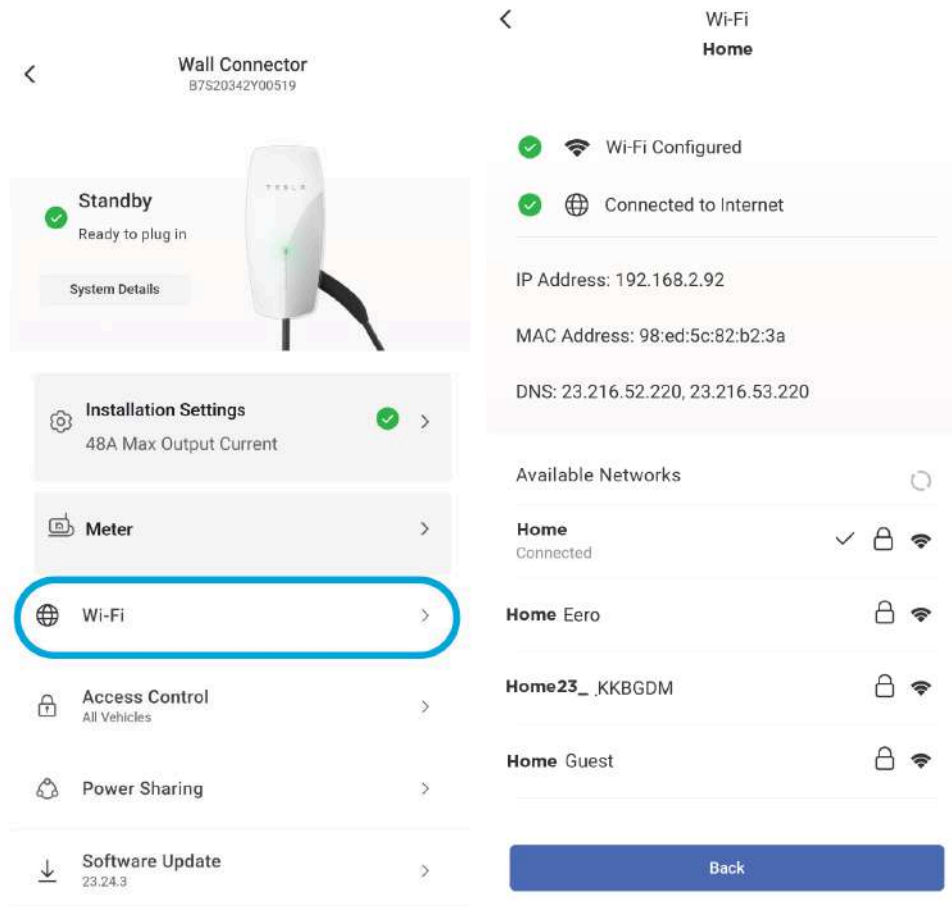 Wall Connector
B7S20342Y00519
TESLA
Standby
Ready to plug in
System Details
Installation Settings
48A Max Output Current
Meter
Wi-Fi
Access Control
All Vehicles
Power Sharing
Software Update
23.24.3
Wi-Fi
Home
Wi-Fi Configured
Connected to Internet
IP Address: 192.168.2.92
MAC Address: 98:ed:5c:82:b2:3a
DNS: 23.216.52.220, 23.216.53.220
Available Networks
Home
Connected
Home Eero
Home23_ KKBGDM
Home Guest
Back